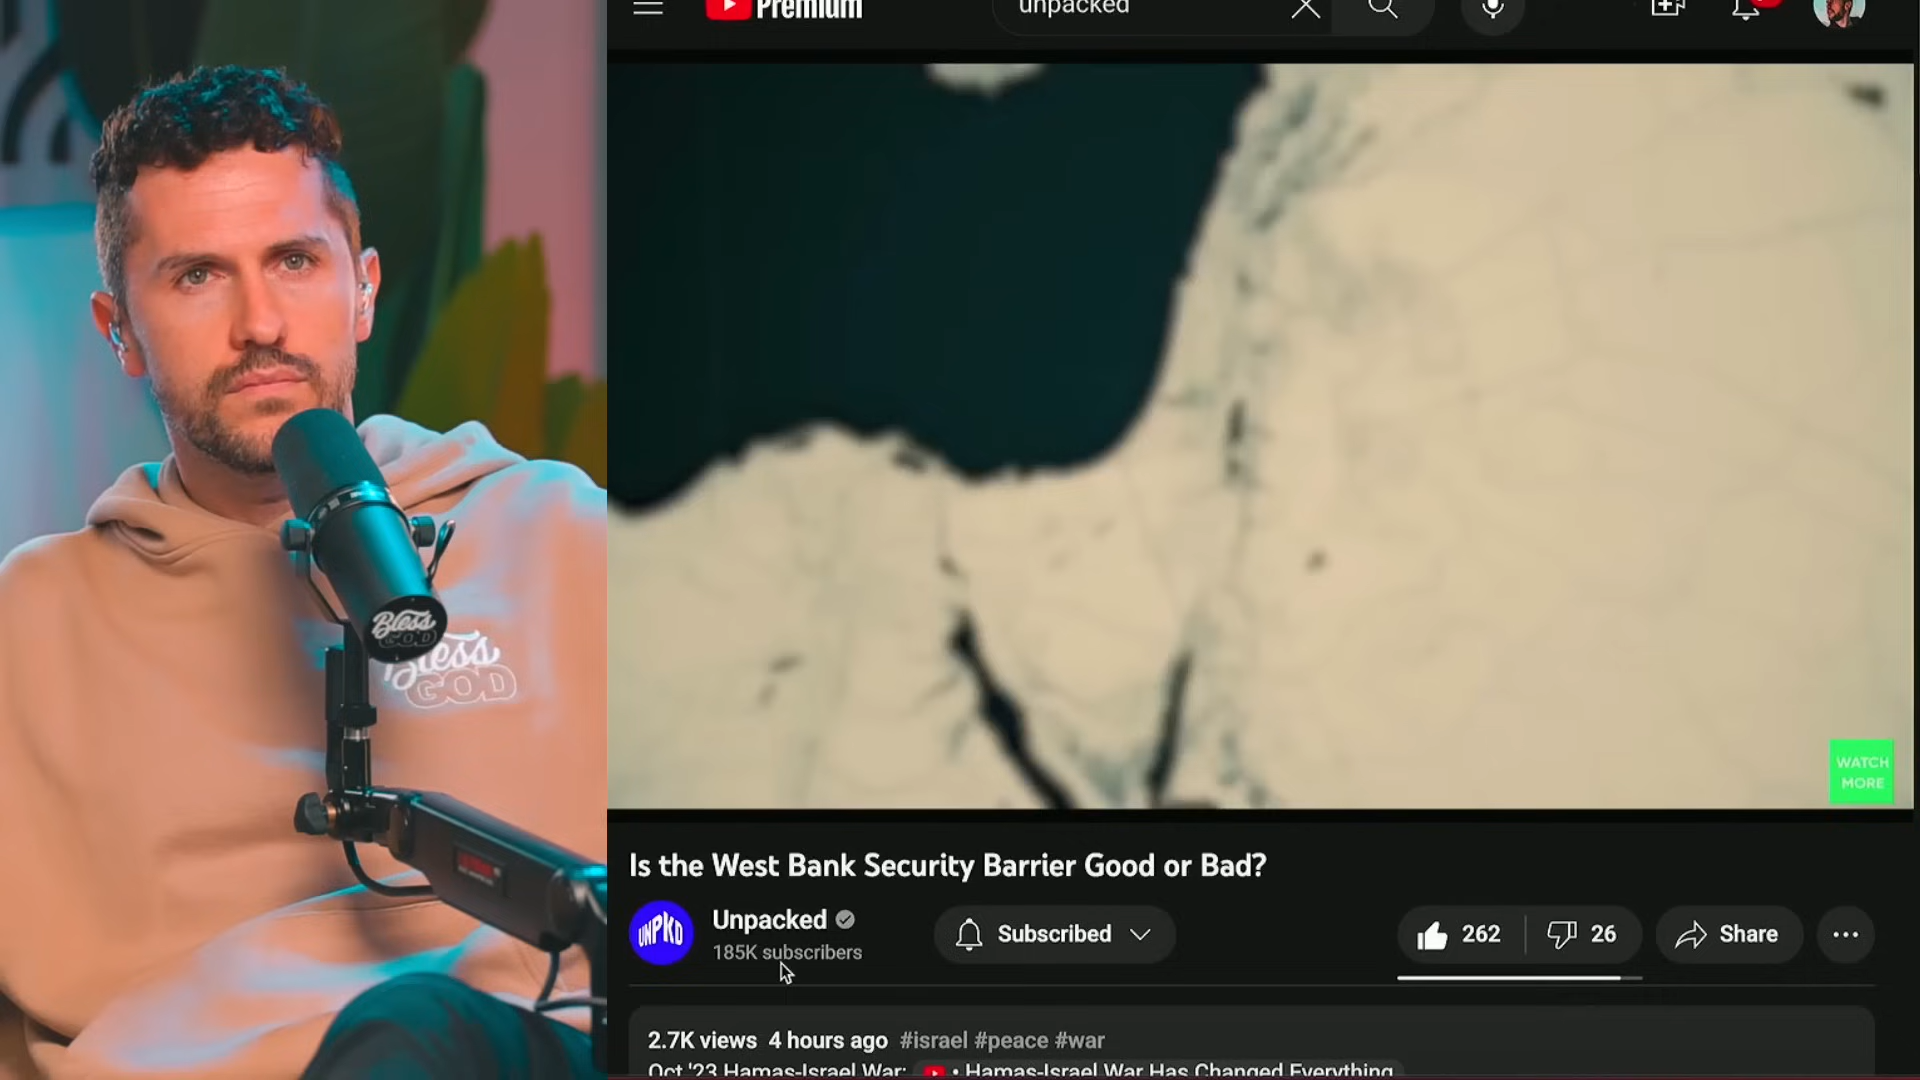 Premium
unpacked
WATCH
MORE
Bless
GOD
Bless
GOD
Is the West Bank Security Barrier Good or Bad?
UNPKD
Unpacked
185K subscribers
Subscribed
262
26
Share
2.7K views 4 hours ago #israel #peace #war
Oct '23 Hamas-Israel War: • Hamas-Israel War Has Changed Everything